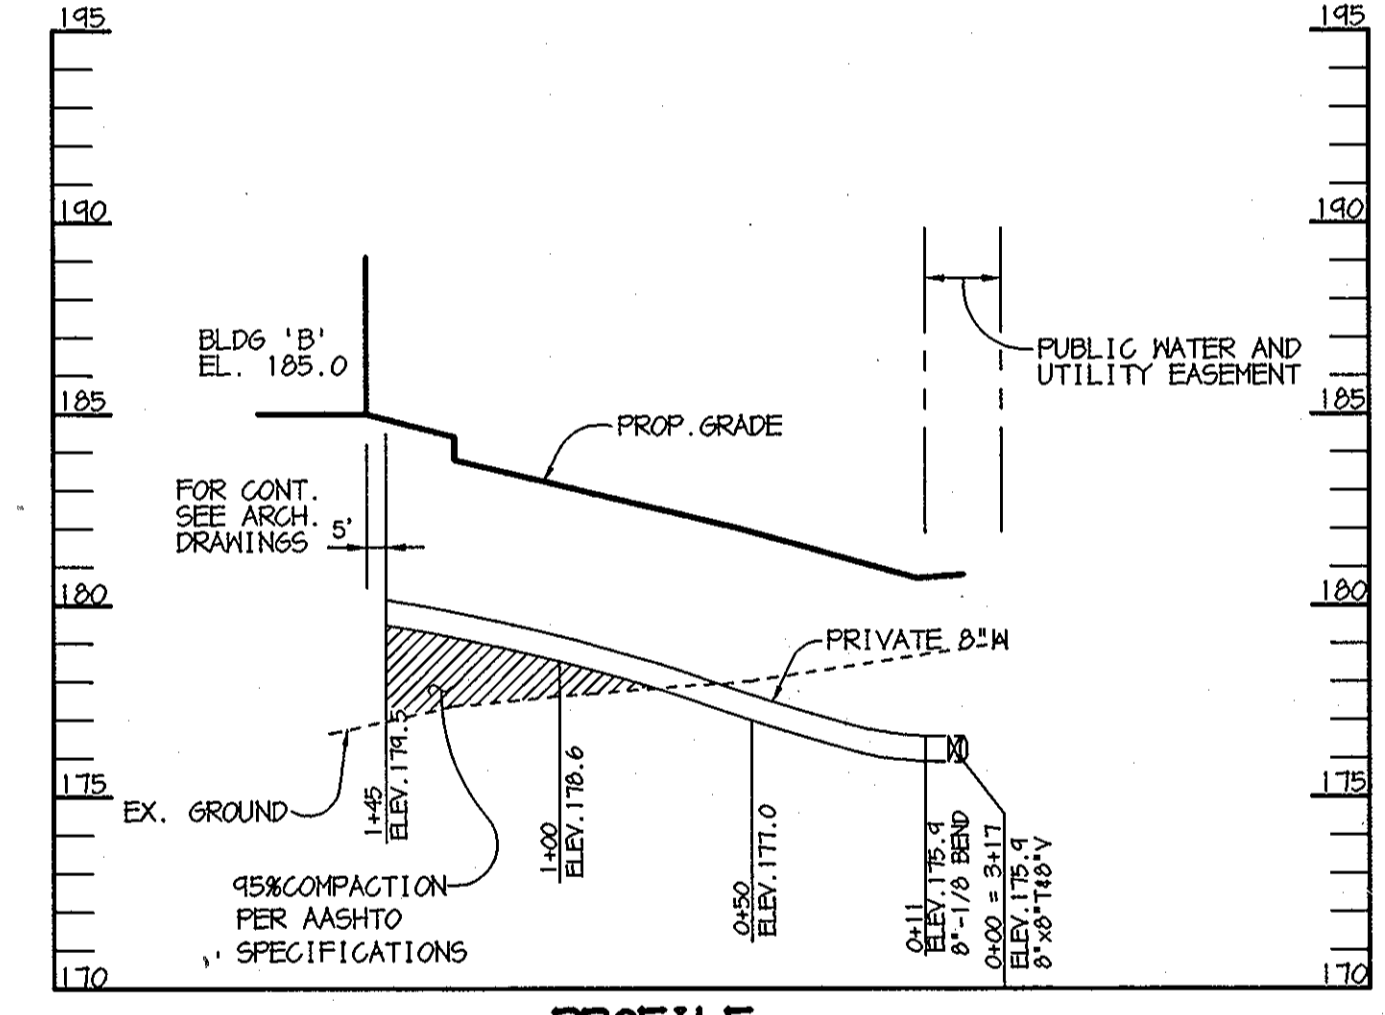 195
195
190
190
BLDG 'B'
EL. 185.0
PUBLIC WATER AND
UTILITY EASEMENT
185
185
PROP. GRADE
FOR CONT.
SEE ARCH.
DRAWINGS
5'
180
180
PRIVATE 8"W
EX. GROUND
175
175
1+45
ELEV. 179.5
1+00
ELEV. 178.6
0+50
ELEV. 177.0
0+11
ELEV. 175.9
8"-1/8 BEND
0+00 = 3+17
ELEV. 175.9
8"x8"T&8"V
95%COMPACTION
PER AASHTO
SPECIFICATIONS
170
170
PROFILE